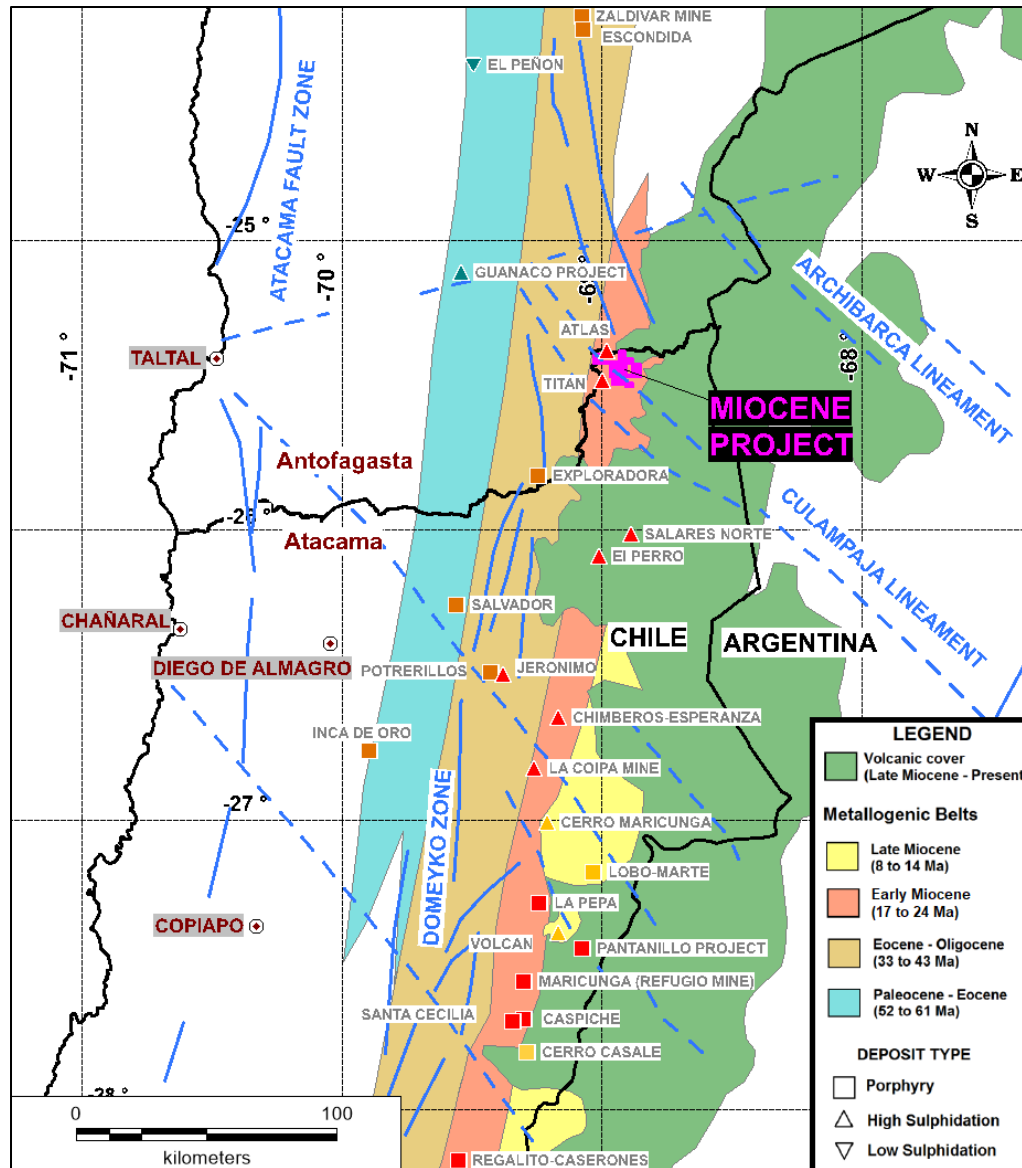 ZALDIVAR MINE
ESCONDIDA
EL PEÑON
ATACAMA FAULT ZONE
N
W
E
S
-25 °
-70 °
GUANACO PROJECT
ARCHIBARCA LINEAMENT
-71 °
TALTAL
ATLAS
TITAN
-68 °
MIOCENE
PROJECT
Antofagasta
EXPLORADORA
Atacama
SALARES NORTE
El PERRO
CULAMPAJA LINEAMENT
SALVADOR
CHAÑARAL
DIEGO DE ALMAGRO
CHILE
ARGENTINA
POTRERILLOS
JERONIMO
CHIMBEROS-ESPERANZA
INCA DE ORO
LA COIPA MINE
-27 °
CERRO MARICUNGA
DOMEYKO ZONE
LOBO-MARTE
LA PEPA
COPIAPO
VOLCAN
PANTANILLO PROJECT
MARICUNGA (REFUGIO MINE)
SANTA CECILIA
CASPICHE
CERRO CASALE
-28 °
REGALITO-CASERONES
0
100
kilometers
LEGEND
Volcanic cover
(Late Miocene - Present
Metallogenic Belts
Late Miocene
(8 to 14 Ma)
Early Miocene
(17 to 24 Ma)
Eocene - Oligocene
(33 to 43 Ma)
Paleocene - Eocene
(52 to 61 Ma)
DEPOSIT TYPE
Porphyry
High Sulphidation
Low Sulphidation